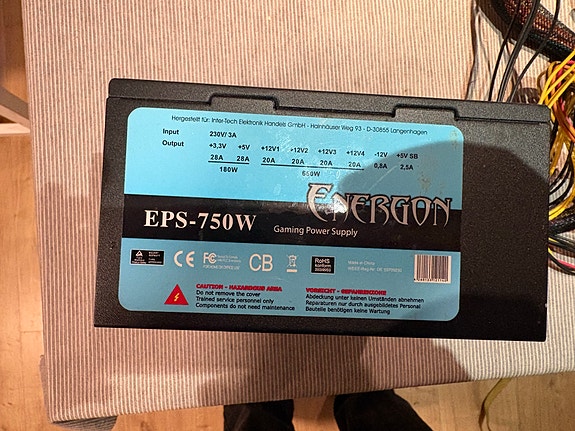 Hergestellt für: Inter-Tech Elektronik Handels GmbH - Hainhäuser Weg 93 - D-30855 Langenhagen
Input 230V/ 3A
Output +3,3V +5V +12V1 +12V2 +12V3 +12V4 -12V +5V SB
28A 28A 20A 20A 20A 20A 0,8A 2,5A
180W
ENERGON
EPS-750W
Gaming Power Supply
CE
FC
CB
RoHS
konform
Made in China
CAUTION - HAZARDOUS AREA
Do not remove the cover
Trained service personnel only
Components do not need maintenance
VORSICHT - GEFAHRENZONE
Abdeckung unter keinen Umständen abnehmen
Reparaturen nur durch ausgebildetes Personal
Bauteile benötigen keine Wartung